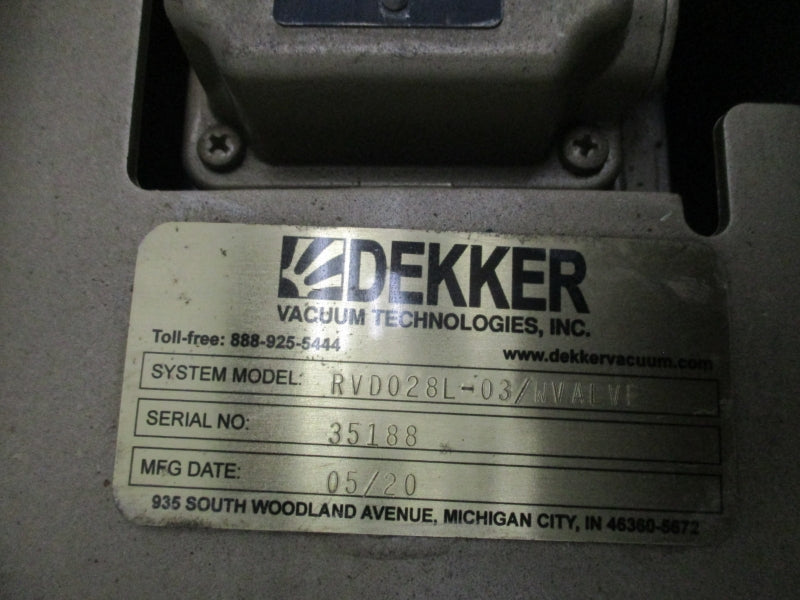 DEKKER
VACUUM TECHNOLOGIES, INC.
Toll-free: 888-925-5444
www.dekkervacuum.com
SYSTEM MODEL: RVD028L-03/WVALVE
SERIAL NO: 35188
MFG DATE: 05/20
935 SOUTH WOODLAND AVENUE, MICHIGAN CITY, IN 46360-5672